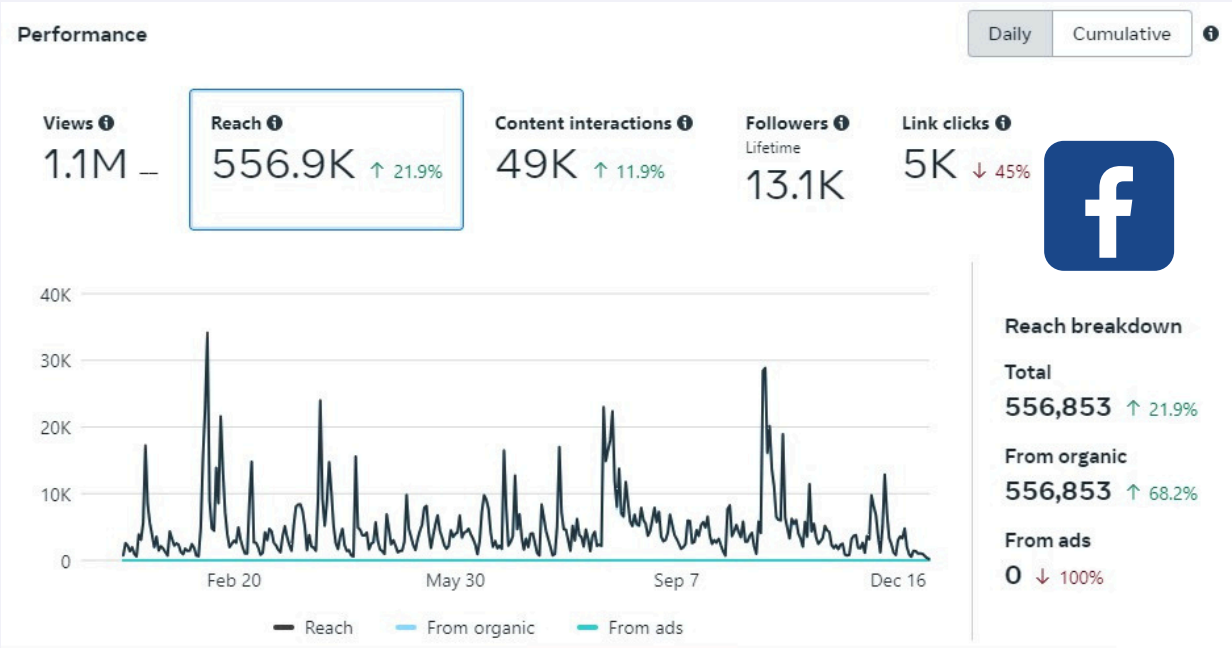 Performance
Daily Cumulative
Views Reach Content interactions Followers Link clicks
Lifetime
1.1M -- 556.9K ↑ 21.9% 49K ↑ 11.9% 13.1K 5K ↓ 45%
f
40K
30K
20K
10K
0
Feb 20 May 30 Sep 7 Dec 16
Reach From organic From ads
Reach breakdown
Total
556,853 ↑ 21.9%
From organic
556,853 ↑ 68.2%
From ads
0 ↓ 100%